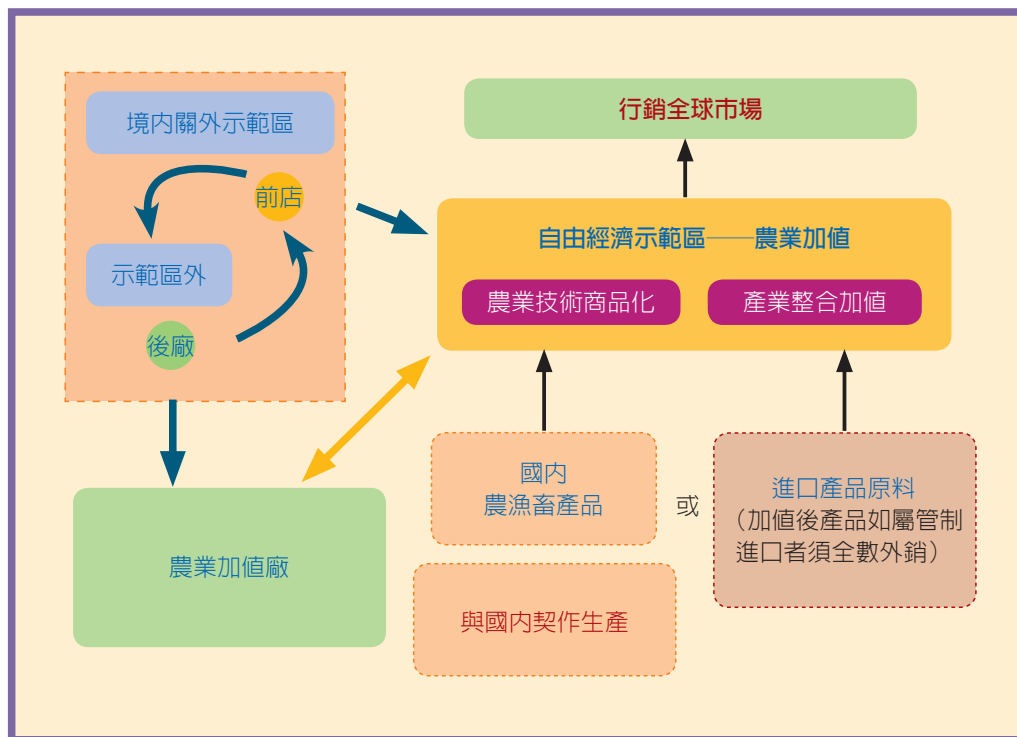 境內關外示範區
前店
示範區外
後廠
行銷全球市場
自由經濟示範區──農業加值
農業技術商品化
產業整合加值
農業加值廠
國內
農漁畜產品
或
進口產品原料
（加值後產品如屬管制
進口者須全數外銷）
與國內契作生產